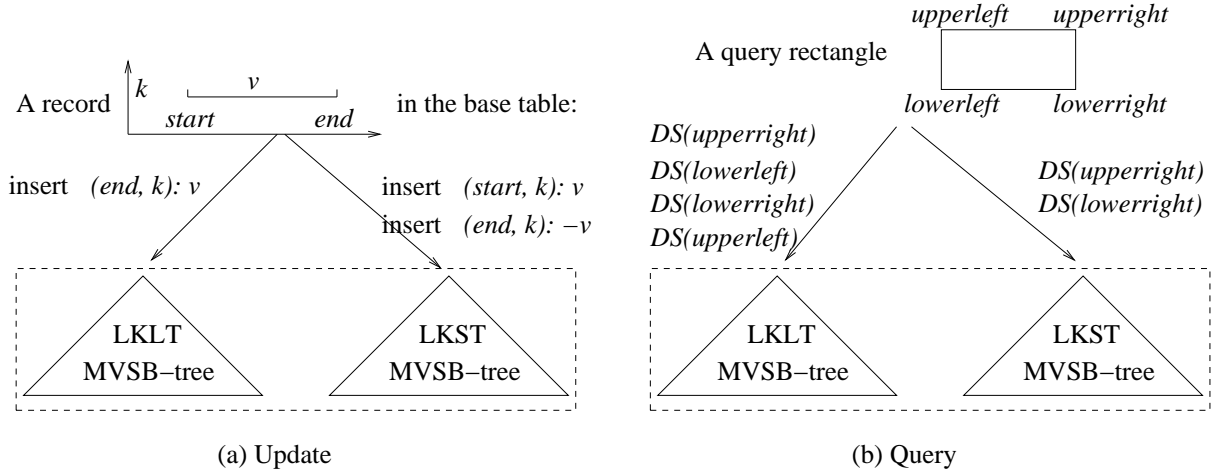 k
v
A record
start
end
in the base table:
insert (end, k): v
insert (start, k): v
insert (end, k): −v
LKLT
MVSB−tree
LKST
MVSB−tree
(a) Update
upperleft
upperright
A query rectangle
lowerleft
lowerright
DS(upperright)
DS(lowerleft)
DS(lowerright)
DS(upperleft)
DS(upperright)
DS(lowerright)
LKLT
MVSB−tree
LKST
MVSB−tree
(b) Query